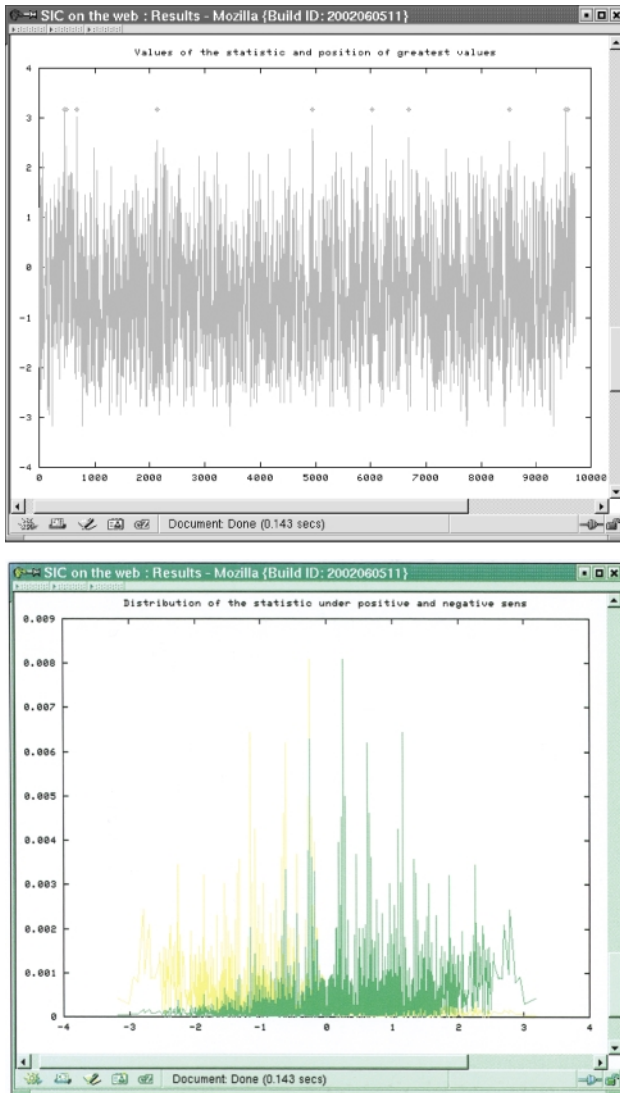 SIC on the web : Results - Mozilla {Build ID: 2002060511}
Values of the statistic and position of greatest values
4
3
2
1
0
-1
-2
-3
-4
0 1000 2000 3000 4000 5000 6000 7000 8000 9000 10000
Document: Done (0.143 secs)
SIC on the web : Results - Mozilla {Build ID: 2002060511}
Distribution of the statistic under positive and negative sens
0.009
0.008
0.007
0.006
0.005
0.004
0.003
0.002
0.001
0
-4 -3 -2 -1 0 1 2 3 4
Document: Done (0.143 secs)